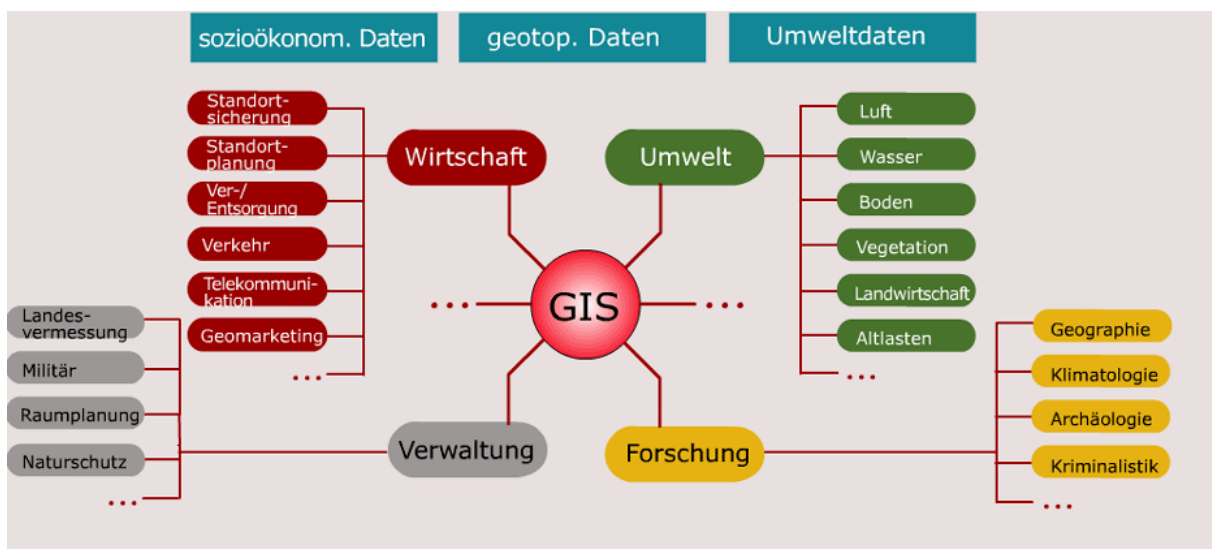 sozioökonom. Daten
geotop. Daten
Umweltdaten
Standort-
sicherung
Standort-
planung
Ver-/
Entsorgung
Verkehr
Telekommuni-
kation
Geomarketing
...
Wirtschaft
Umwelt
Luft
Wasser
Boden
Vegetation
Landwirtschaft
Altlasten
...
...
GIS
...
Landes-
vermessung
Militär
Raumplanung
Naturschutz
...
Verwaltung
Forschung
Geographie
Klimatologie
Archäologie
Kriminalistik
...